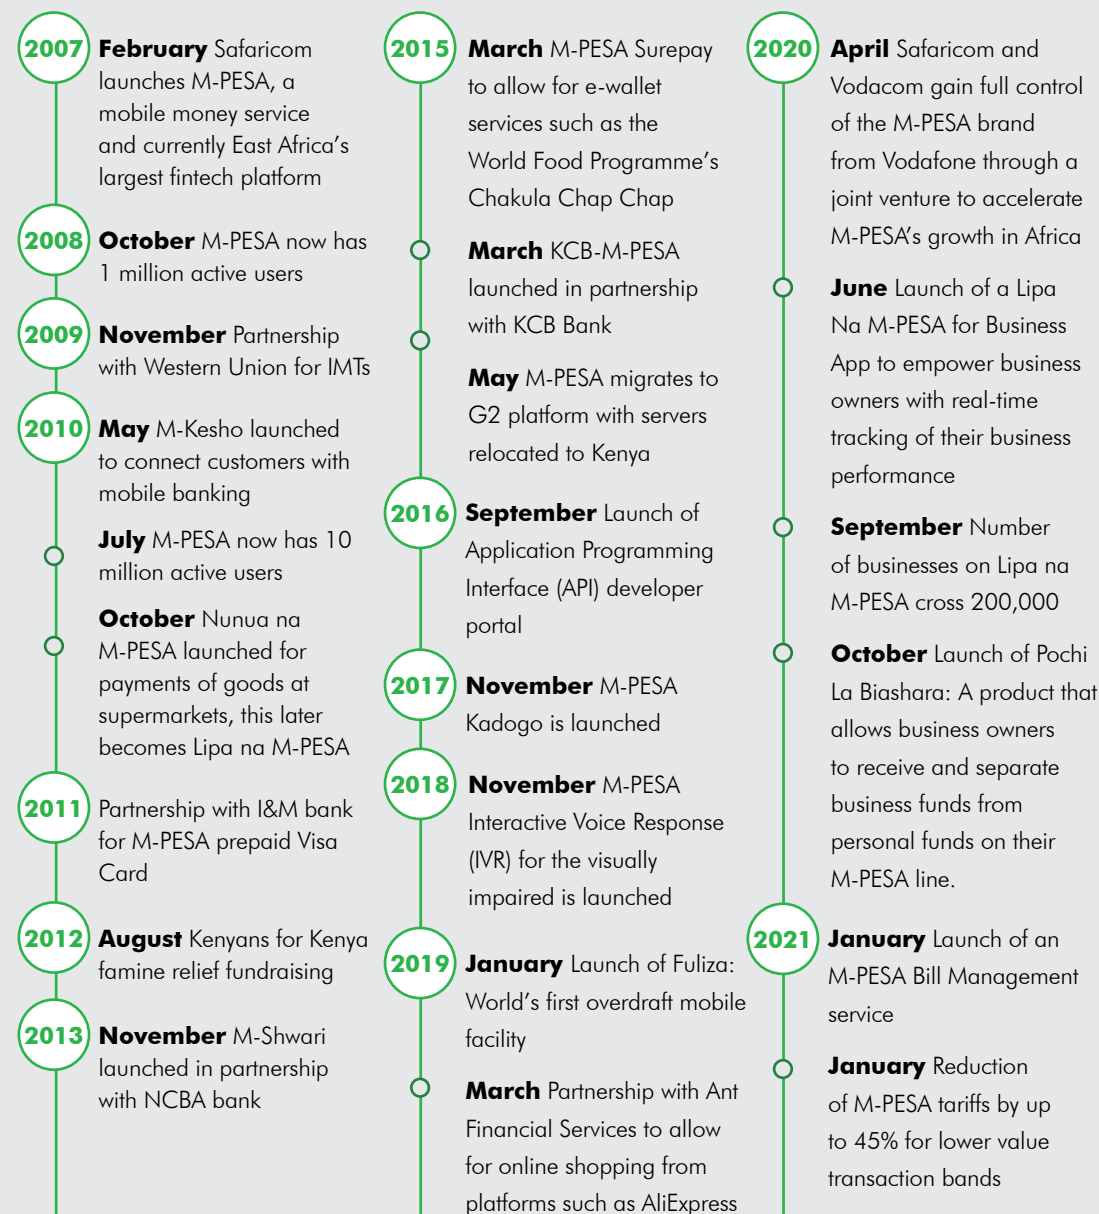 2007 February Safaricom
launches M-PESA, a
mobile money service
and currently East Africa's
largest fintech platform
2008 October M-PESA now has
1 million active users
2009 November Partnership
with Western Union for IMTs
2010 May M-Kesho launched
to connect customers with
mobile banking
July M-PESA now has 10
million active users
October Nunua na
M-PESA launched for
payments of goods at
supermarkets, this later
becomes Lipa na M-PESA
2011 Partnership with I&M bank
for M-PESA prepaid Visa
Card
2012 August Kenyans for Kenya
famine relief fundraising
2013 November M-Shwari
launched in partnership
with NCBA bank
2015 March M-PESA Surepay
to allow for e-wallet
services such as the
World Food Programme's
Chakula Chap Chap
March KCB-M-PESA
launched in partnership
with KCB Bank
May M-PESA migrates to
G2 platform with servers
relocated to Kenya
2016 September Launch of
Application Programming
Interface (API) developer
portal
2017 November M-PESA
Kadogo is launched
2018 November M-PESA
Interactive Voice Response
(IVR) for the visually
impaired is launched
2019 January Launch of Fuliza:
World's first overdraft mobile
facility
March Partnership with Ant
Financial Services to allow
for online shopping from
platforms such as AliExpress
2020 April Safaricom and
Vodacom gain full control
of the M-PESA brand
from Vodafone through a
joint venture to accelerate
M-PESA's growth in Africa
June Launch of a Lipa
Na M-PESA for Business
App to empower business
owners with real-time
tracking of their business
performance
September Number
of businesses on Lipa na
M-PESA cross 200,000
October Launch of Pochi
La Biashara: A product that
allows business owners
to receive and separate
business funds from
personal funds on their
M-PESA line.
2021 January Launch of an
M-PESA Bill Management
service
January Reduction
of M-PESA tariffs by up
to 45% for lower value
transaction bands